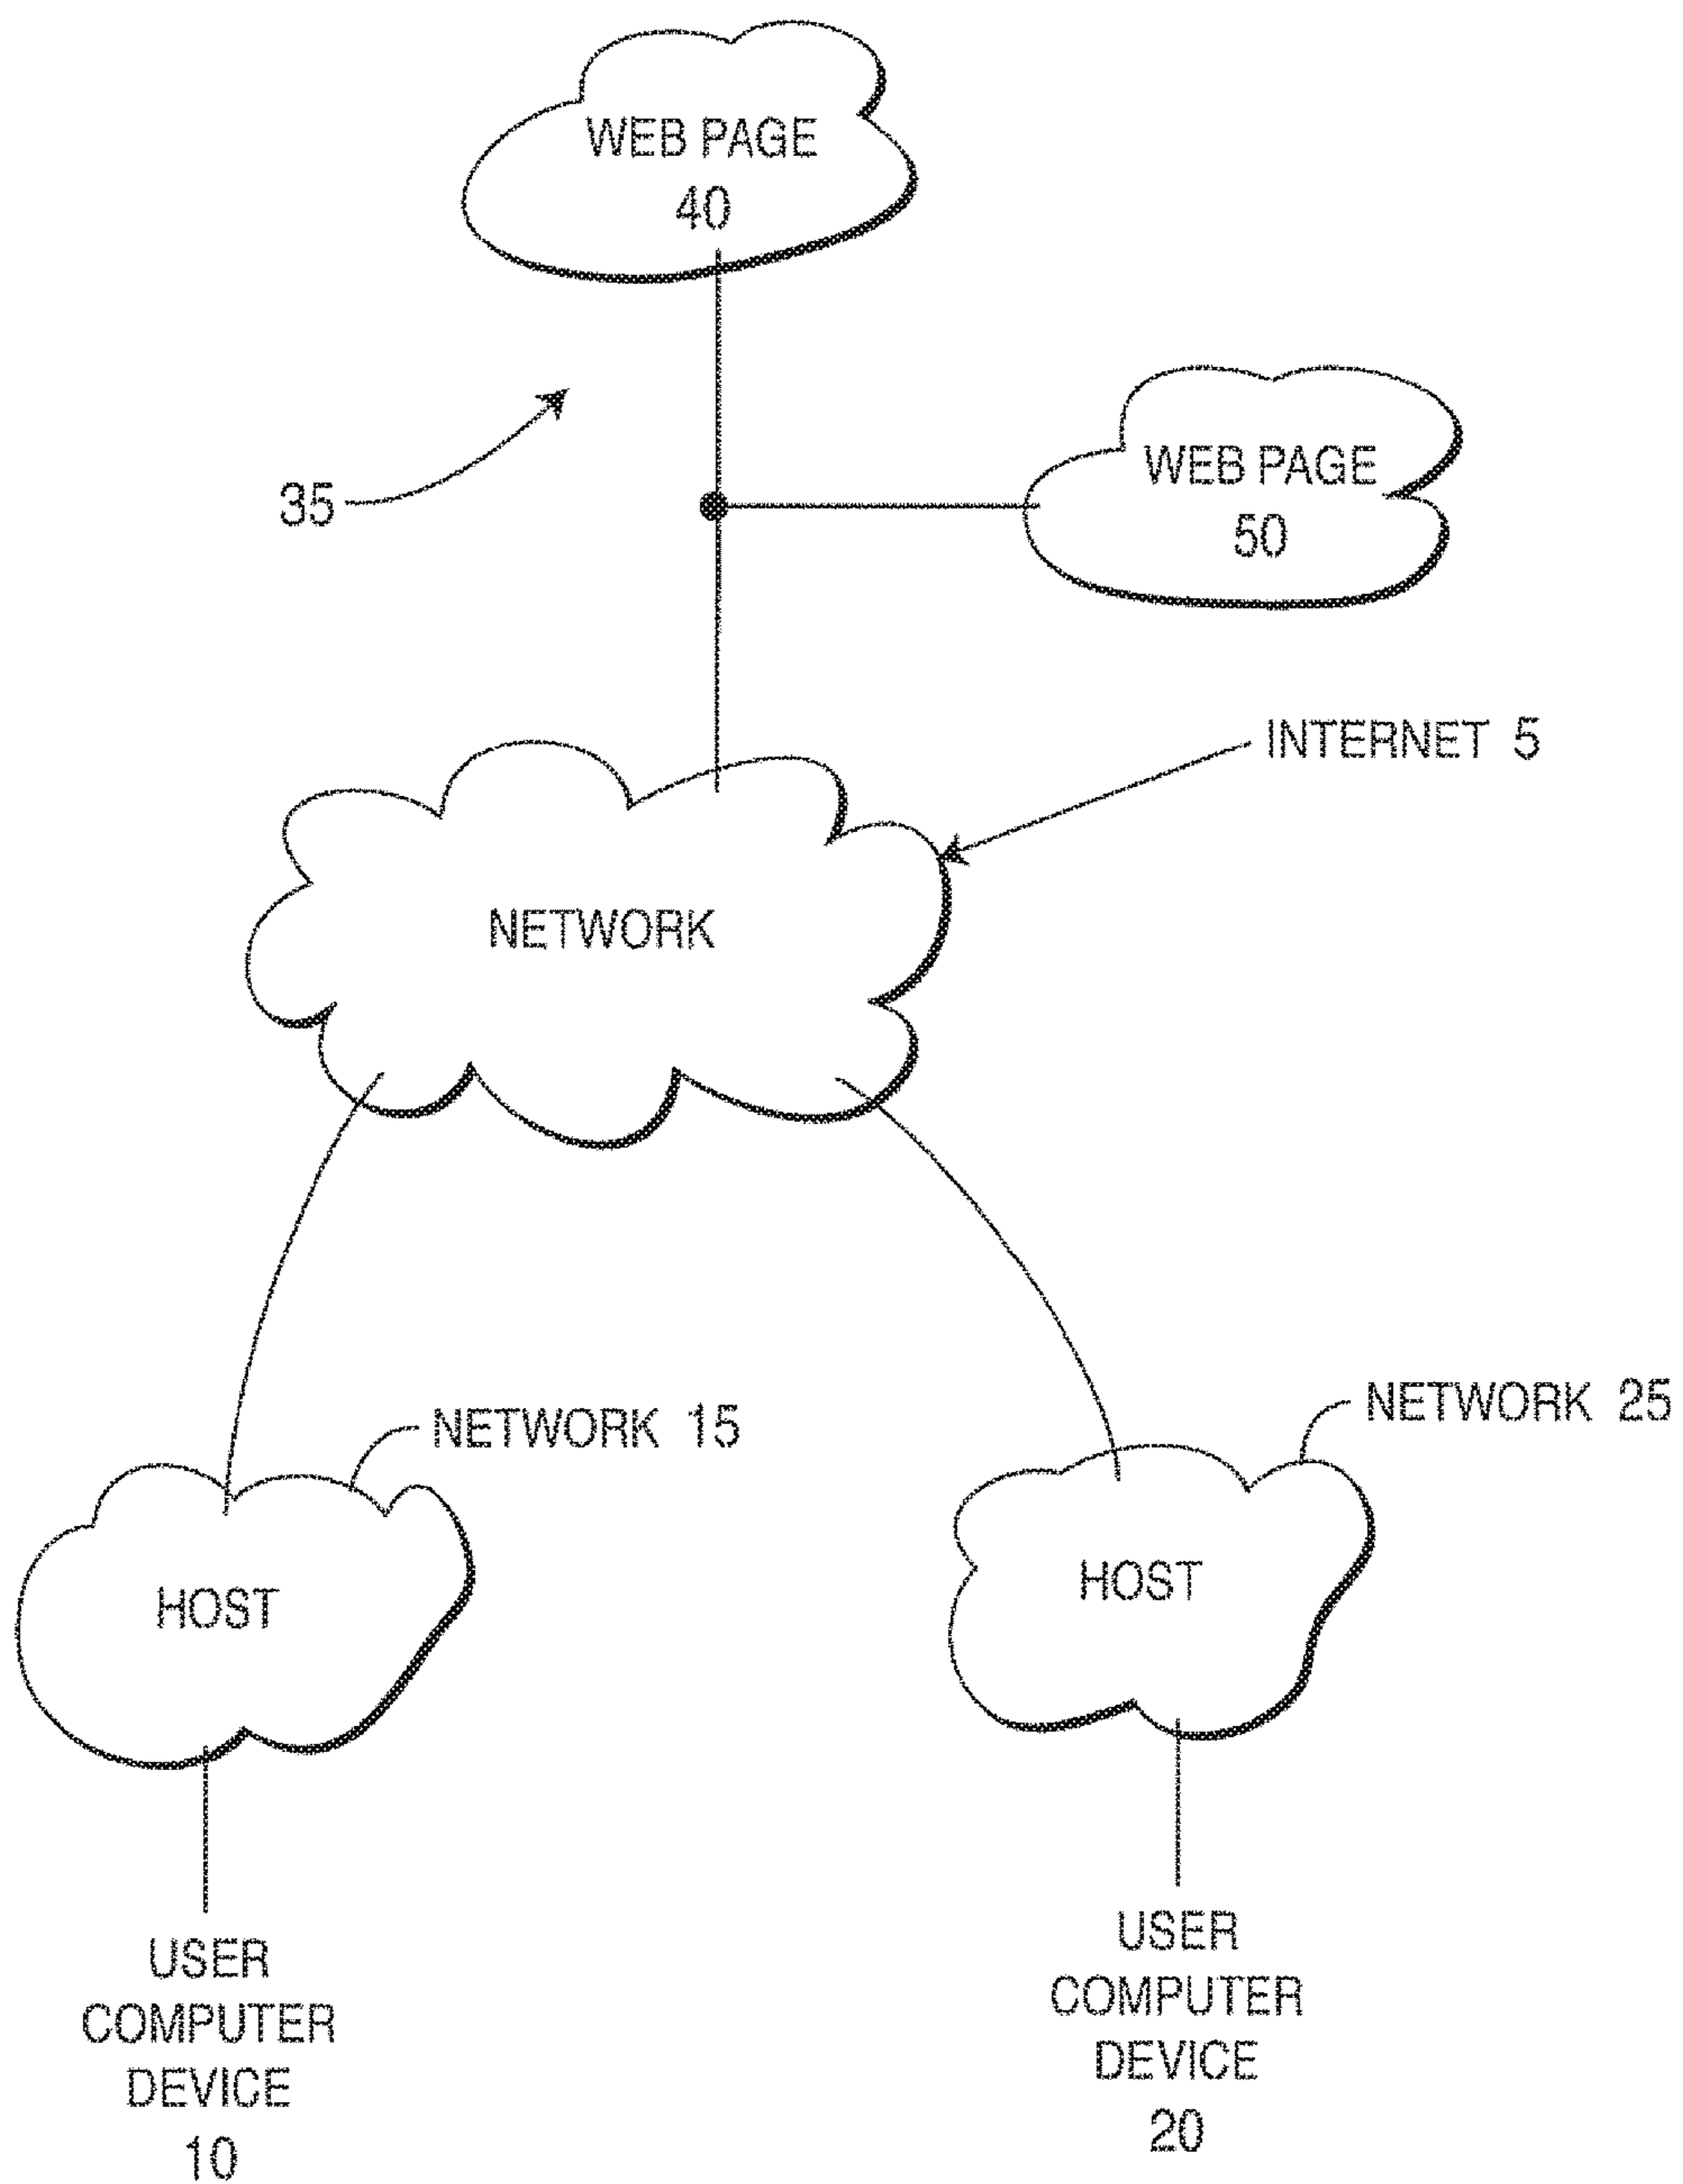 WEB PAGE
40
WEB PAGE
50
35
INTERNET 5
NETWORK
NETWORK 15
NETWORK 25
HOST
HOST
USER
COMPUTER
DEVICE
10
USER
COMPUTER
DEVICE
20